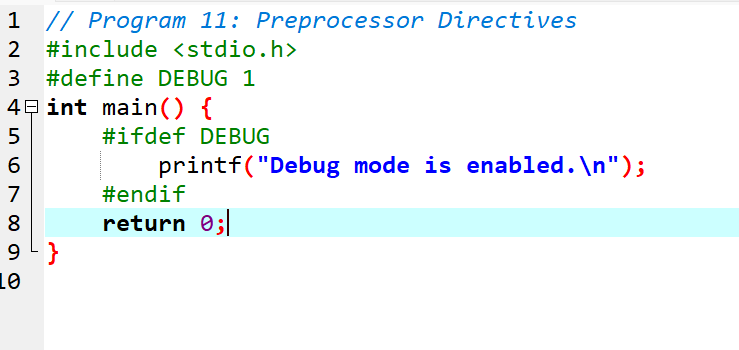 1 // Program 11: Preprocessor Directives
2 #include <stdio.h>
3 #define DEBUG 1
4 int main() {
5     #ifdef DEBUG
6         printf("Debug mode is enabled.\n");
7     #endif
8     return 0;
9 }
10